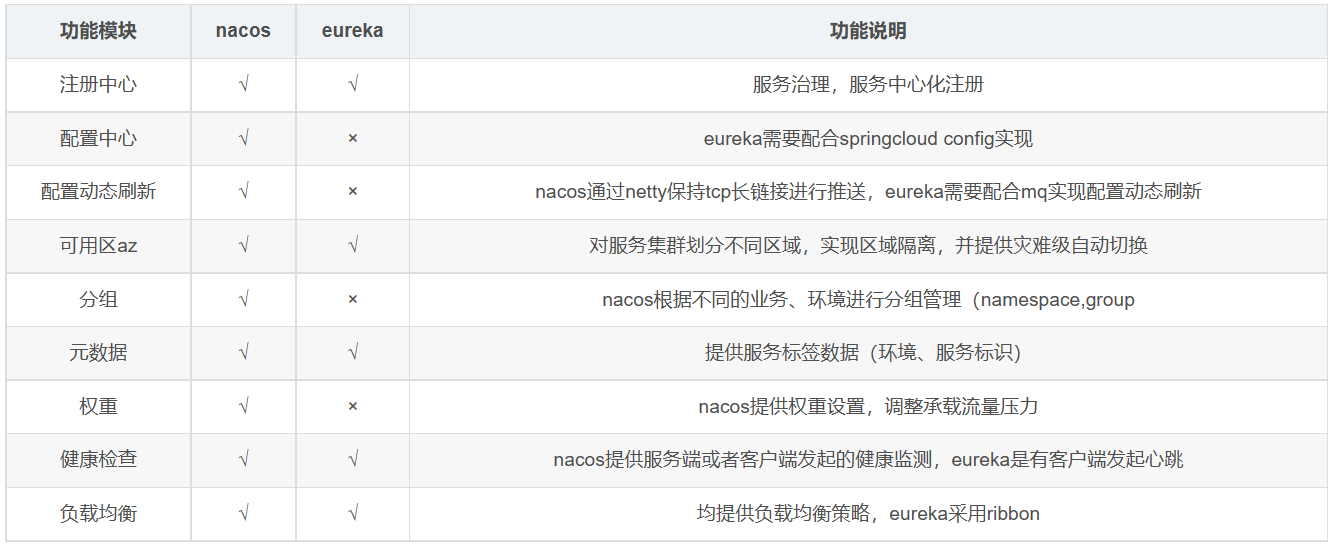 功能模块 nacos eureka 功能说明
注册中心 √ √ 服务治理，服务中心化注册
配置中心 √ × eureka需要配合springcloud config实现
配置动态刷新 √ × nacos通过netty保持tcp长链接进行推送，eureka需要配合mq实现配置动态刷新
可用区az √ √ 对服务集群划分不同区域，实现区域隔离，并提供灾难级自动切换
分组 √ × nacos根据不同的业务、环境进行分组管理（namespace,group
元数据 √ √ 提供服务标签数据（环境、服务标识）
权重 √ × nacos提供权重设置，调整承载流量压力
健康检查 √ √ nacos提供服务端或者客户端发起的健康监测，eureka是有客户端发起心跳
负载均衡 √ √ 均提供负载均衡策略，eureka采用ribbon